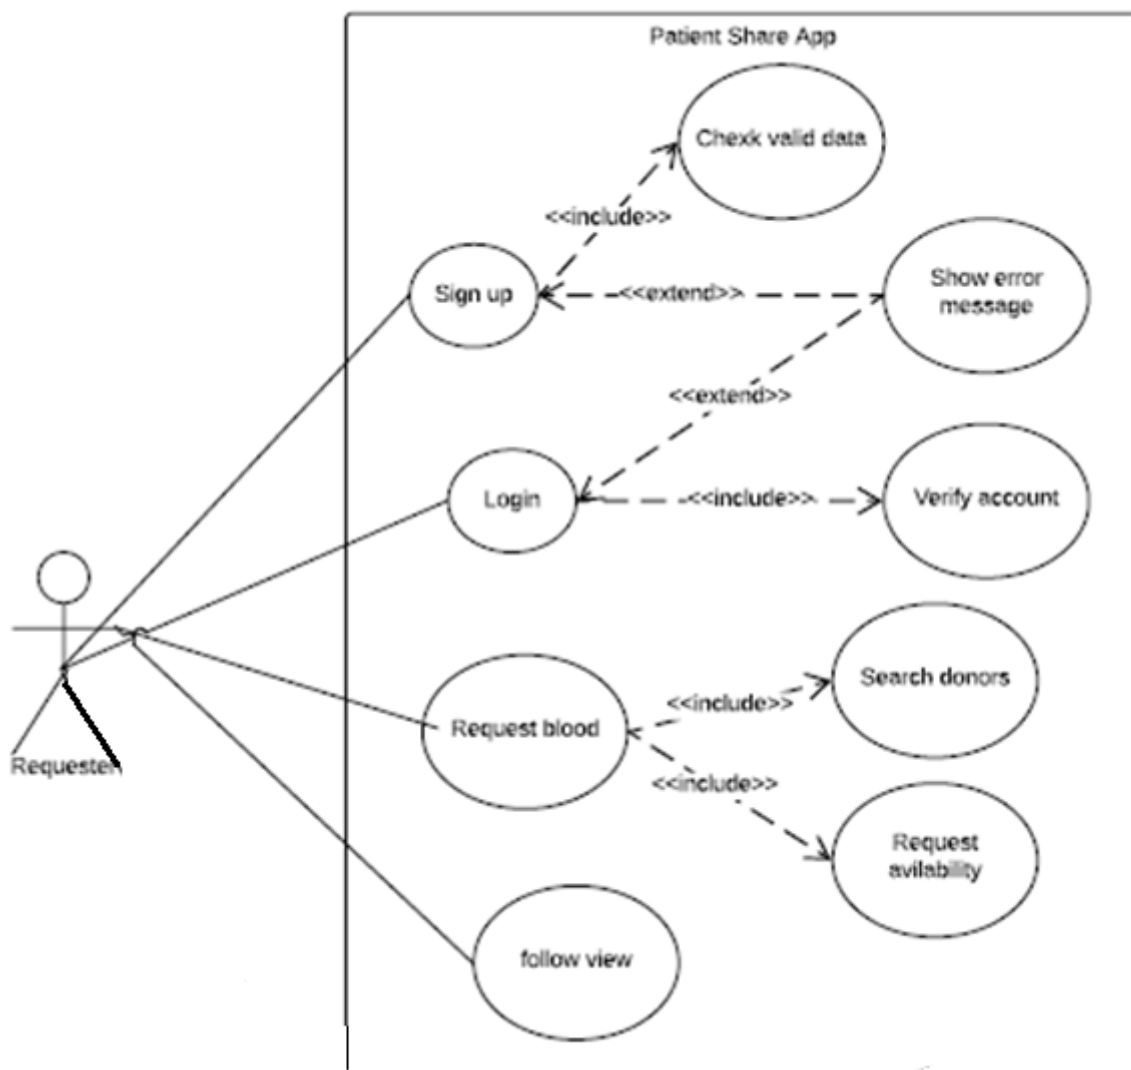 Patient Share App
Chexk valid data
<<include>>
Sign up
<<extend>>
Show error
message
<<extend>>
Login
<<include>>
Verify account
Search donors
<<include>>
Request blood
Requester
<<include>>
Request
avilability
follow view